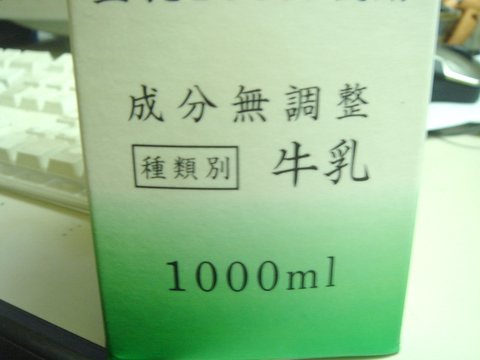 成分無調整
種類別 牛乳
1000ml